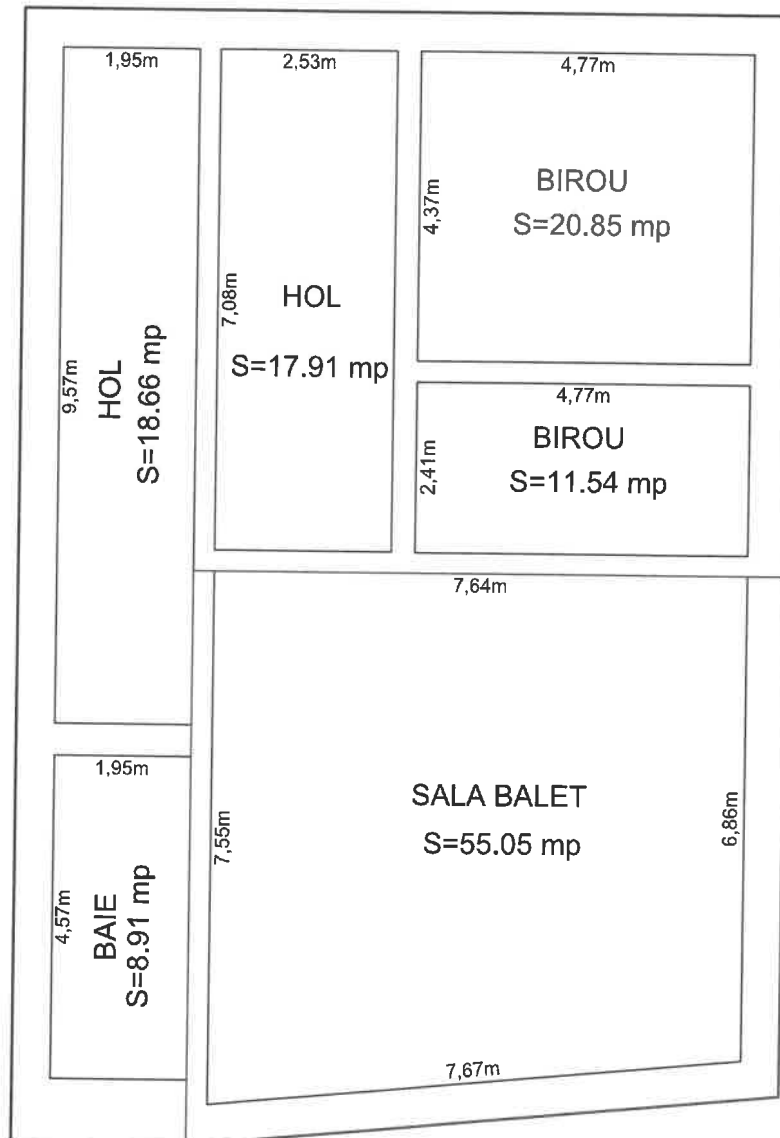 1,95m
2,53m
4,77m
BIROU
S=20.85 mp
4,37m
HOL
S=17.91 mp
7,08m
HOL
S=18.66 mp
9,57m
4,77m
BIROU
S=11.54 mp
2,41m
7,64m
1,95m
BAIE
S=8.91 mp
4,57m
SALA BALET
S=55.05 mp
7,55m
6,86m
7,67m